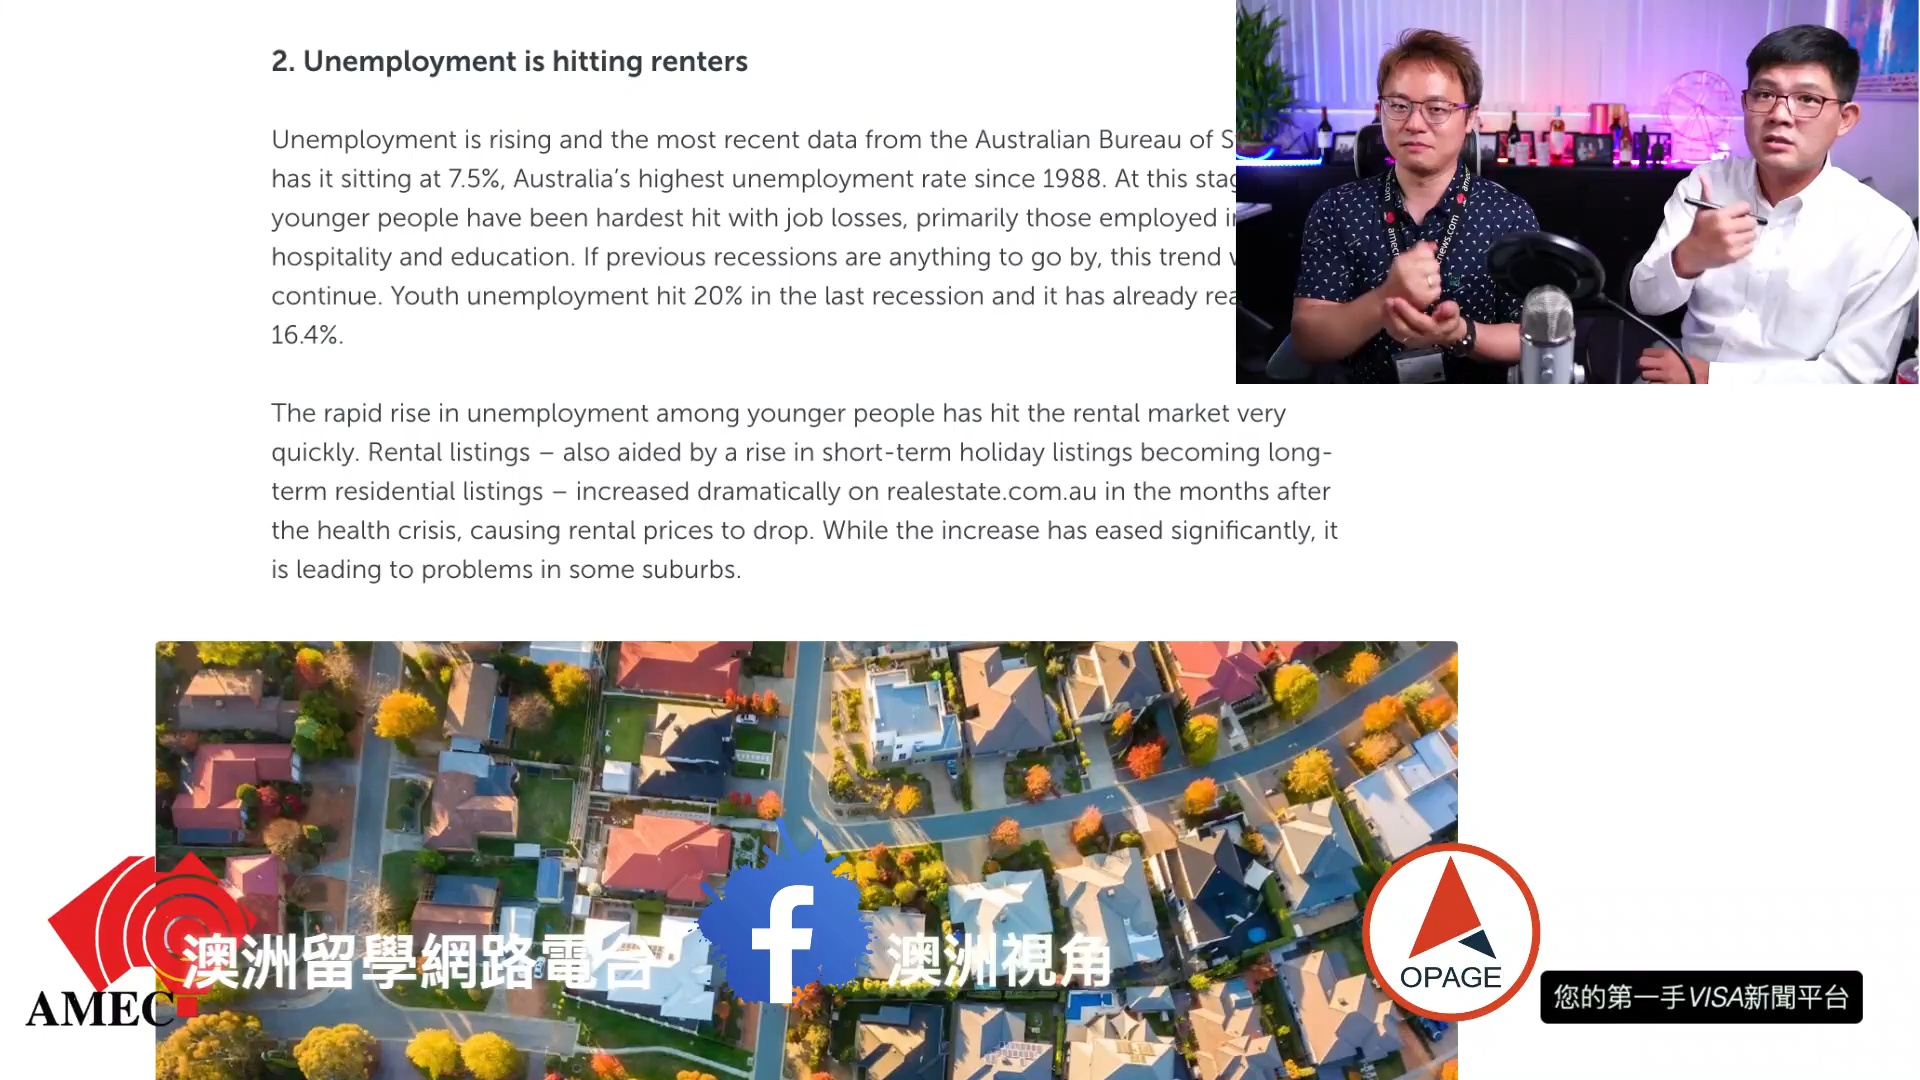 2. Unemployment is hitting renters
Unemployment is rising and the most recent data from the Australian Bureau of
has it sitting at 7.5%, Australia’s highest unemployment rate since 1988. At this
younger people have been hardest hit with job losses, primarily those employed
hospitality and education. If previous recessions are anything to go by, this trend
continue. Youth unemployment hit 20% in the last recession and it has already
16.4%.
The rapid rise in unemployment among younger people has hit the rental market very
quickly. Rental listings – also aided by a rise in short-term holiday listings becoming long-
term residential listings – increased dramatically on realestate.com.au in the months after
the health crisis, causing rental prices to drop. While the increase has eased significantly, it
is leading to problems in some suburbs.
澳洲留學網路電台
AMEC
f
澳洲視角
OPAGE
您的第一手VISA新聞平台